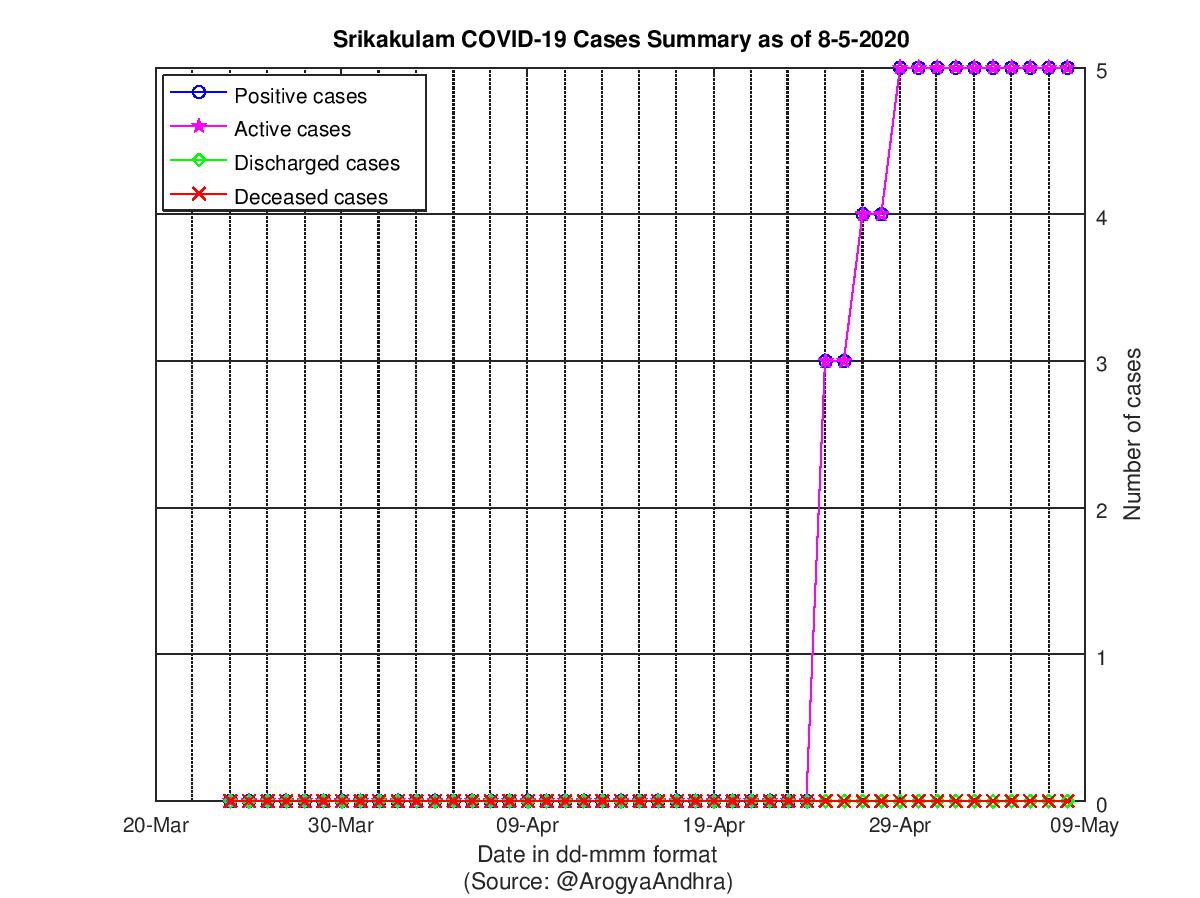 Srikakulam COVID-19 Cases Summary as of 8-5-2020
Positive cases
Active cases
Discharged cases
Deceased cases
5
4
3
2
1
0
Number of cases
20-Mar 30-Mar 09-Apr 19-Apr 29-Apr 09-May
Date in dd-mmm format
(Source: @ArogyaAndhra)